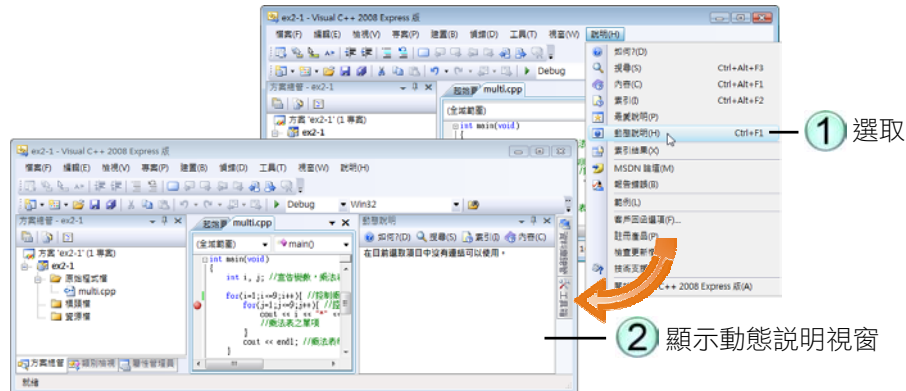 ex2-1 - Visual C++ 2008 Express 版
檔案(F) 編輯(E) 檢視(V) 專案(P) 建置(B) 偵錯(D) 工具(T) 視窗(W) 說明(H)
Debug
方案總管 - ex2-1
起始頁 multi.cpp
方案 'ex2-1' (1 專案)
ex2-1
(全域範圍)
int main(void)
{
如何?(D)
搜尋(S) Ctrl+Alt+F3
內容(C) Ctrl+Alt+F1
索引(I) Ctrl+Alt+F2
最愛說明(P)
動態說明(H) Ctrl+F1
索引結果(X)
MSDN 論壇(M)
報告錯誤(B)
範例(L)
客戶回函選項(F)...
註冊產品(P)...
檢查更新
技術支援
C++ 2008 Express 版(A)
1 選取
ex2-1 - Visual C++ 2008 Express 版
檔案(F) 編輯(E) 檢視(V) 專案(P) 建置(B) 偵錯(D) 工具(T) 視窗(W) 說明(H)
Debug Win32
方案總管 - ex2-1
方案 'ex2-1' (1 專案)
ex2-1
原始程式檔
multi.cpp
標頭檔
資源檔
方案總管 類別檢視 屬性管理員
就緒
起始頁 multi.cpp
(全域範圍) main()
int main(void)
{
int i, j; //宣告變數,乘法
for(i=1;i<=9;i++){ //控制
for(j=1;j<=9;j++){ //
cout << i << "*" <<
//乘法表之單項
}
cout << endl; //乘法表
}
動態說明
如何?(D) 搜尋(S) 索引(I) 內容(C)
在目前選取項目中沒有連結可以使用。
工具箱
2 顯示動態說明視窗